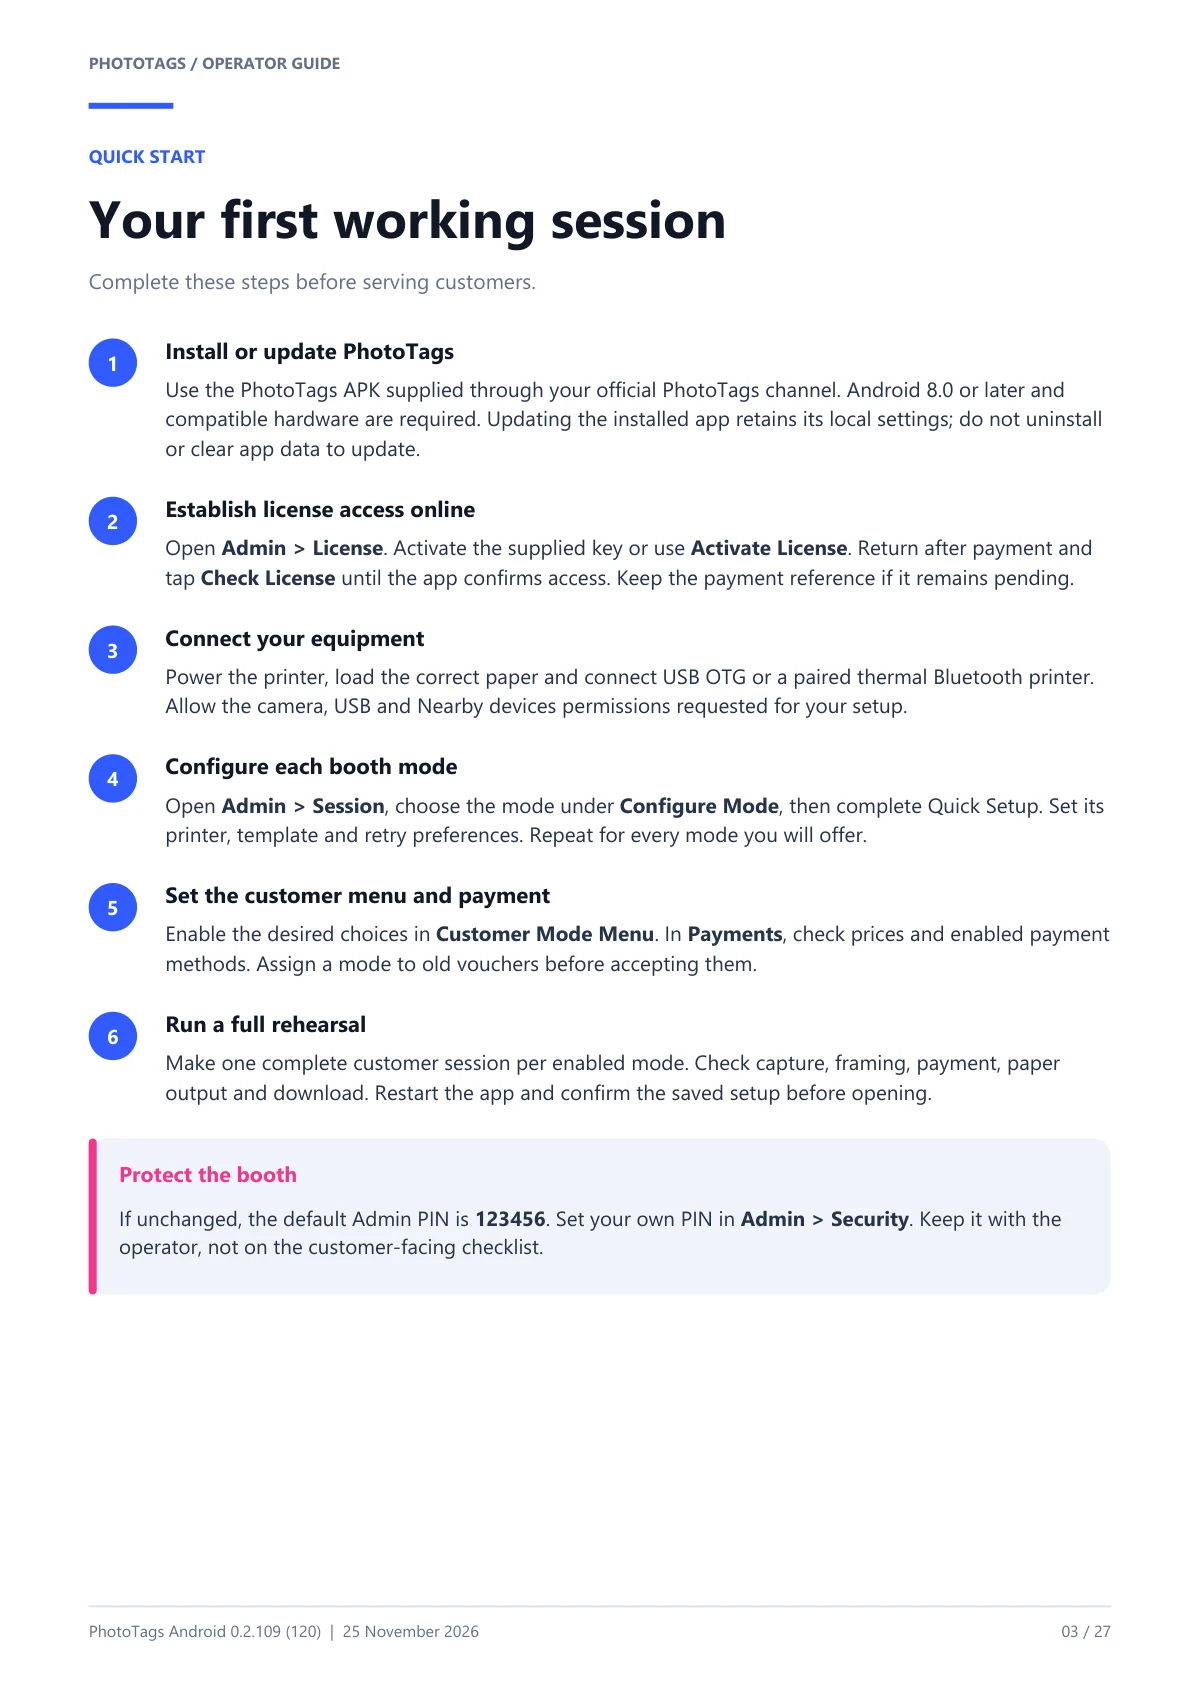 PHOTOTAGS / OPERATOR GUIDE
QUICK START
Your first working session
Complete these steps before serving customers.
1
Install or update PhotoTags
Use the PhotoTags APK supplied through your official PhotoTags channel. Android 8.0 or later and
compatible hardware are required. Updating the installed app retains its local settings; do not uninstall
or clear app data to update.
2
Establish license access online
Open Admin > License. Activate the supplied key or use Activate License. Return after payment and
tap Check License until the app confirms access. Keep the payment reference if it remains pending.
3
Connect your equipment
Power the printer, load the correct paper and connect USB OTG or a paired thermal Bluetooth printer.
Allow the camera, USB and Nearby devices permissions requested for your setup.
4
Configure each booth mode
Open Admin > Session, choose the mode under Configure Mode, then complete Quick Setup. Set its
printer, template and retry preferences. Repeat for every mode you will offer.
5
Set the customer menu and payment
Enable the desired choices in Customer Mode Menu. In Payments, check prices and enabled payment
methods. Assign a mode to old vouchers before accepting them.
6
Run a full rehearsal
Make one complete customer session per enabled mode. Check capture, framing, payment, paper
output and download. Restart the app and confirm the saved setup before opening.
Protect the booth
If unchanged, the default Admin PIN is 123456. Set your own PIN in Admin > Security. Keep it with the
operator, not on the customer-facing checklist.
PhotoTags Android 0.2.109 (120) | 25 November 2026
03 / 27